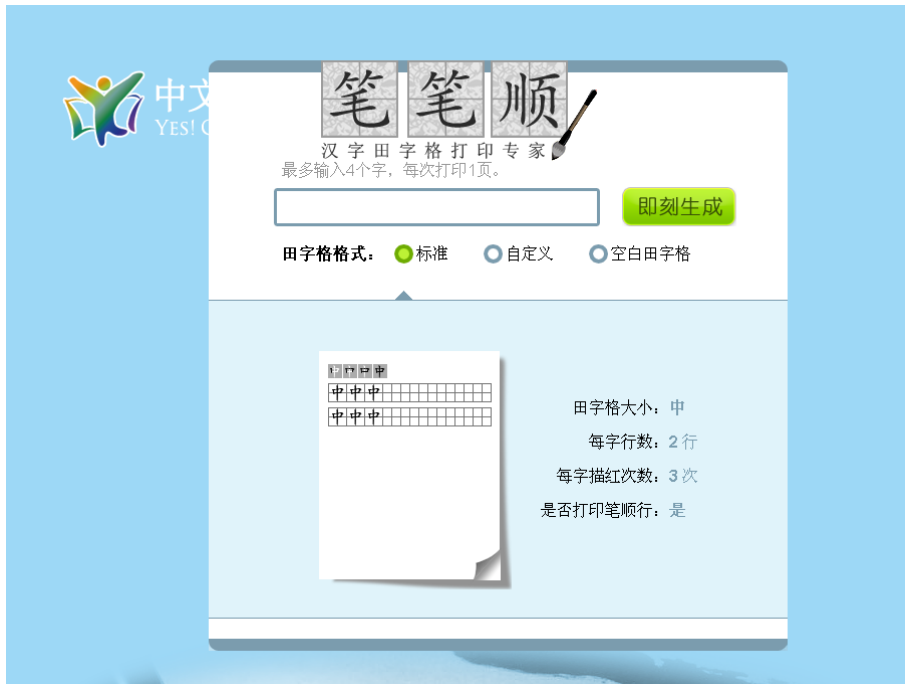 中文
YES! C
笔笔顺
汉字田字格打印专家
最多输入4个字，每次打印1页。
即刻生成
田字格格式： 标准 自定义 空白田字格
中
中中中
中中中
田字格大小：中
每字行数：2 行
每字描红次数：3 次
是否打印笔顺行：是